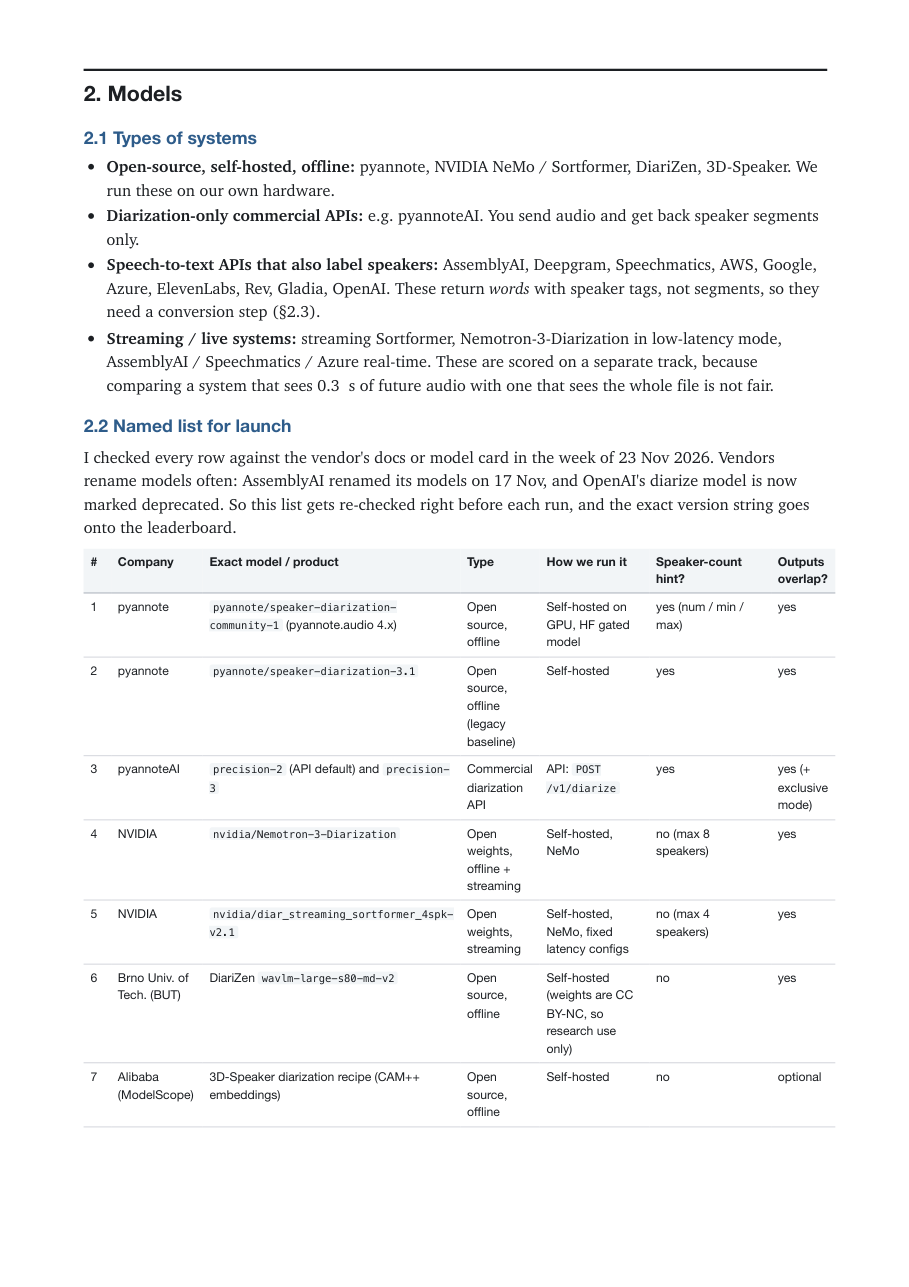 2. Models
2.1 Types of systems
• Open-source, self-hosted, offline: pyannote, NVIDIA NeMo / Sortformer, DiariZen, 3D-Speaker. We
run these on our own hardware.
• Diarization-only commercial APIs: e.g. pyannoteAI. You send audio and get back speaker segments
only.
• Speech-to-text APIs that also label speakers: AssemblyAI, Deepgram, Speechmatics, AWS, Google,
Azure, ElevenLabs, Rev, Gladia, OpenAI. These return words with speaker tags, not segments, so they
need a conversion step (§2.3).
• Streaming / live systems: streaming Sortformer, Nemotron-3-Diarization in low-latency mode,
AssemblyAI / Speechmatics / Azure real-time. These are scored on a separate track, because
comparing a system that sees 0.3 s of future audio with one that sees the whole file is not fair.
2.2 Named list for launch
I checked every row against the vendor's docs or model card in the week of 23 Nov 2026. Vendors
rename models often: AssemblyAI renamed its models on 17 Nov, and OpenAI's diarize model is now
marked deprecated. So this list gets re-checked right before each run, and the exact version string goes
onto the leaderboard.
# Company Exact model / product Type How we run it Speaker-count Outputs
hint? overlap?
1 pyannote pyannote/speaker-diarization- Open Self-hosted on yes (num / min / yes
community-1 (pyannote.audio 4.x) source, GPU, HF gated max)
offline model
2 pyannote pyannote/speaker-diarization-3.1 Open Self-hosted yes yes
source,
offline
(legacy
baseline)
3 pyannoteAI precision-2 (API default) and precision- Commercial API: POST yes yes (+
3 diarization /v1/diarize exclusive
API mode)
4 NVIDIA nvidia/Nemotron-3-Diarization Open Self-hosted, no (max 8 yes
weights, NeMo speakers)
offline +
streaming
5 NVIDIA nvidia/diar_streaming_sortformer_4spk- Open Self-hosted, no (max 4 yes
v2.1 weights, NeMo, fixed speakers)
streaming latency configs
6 Brno Univ. of DiariZen wavlm-large-s80-md-v2 Open Self-hosted no yes
Tech. (BUT) source, (weights are CC
offline BY-NC, so
research use
only)
7 Alibaba 3D-Speaker diarization recipe (CAM++ Open Self-hosted no optional
(ModelScope) embeddings) source,
offline